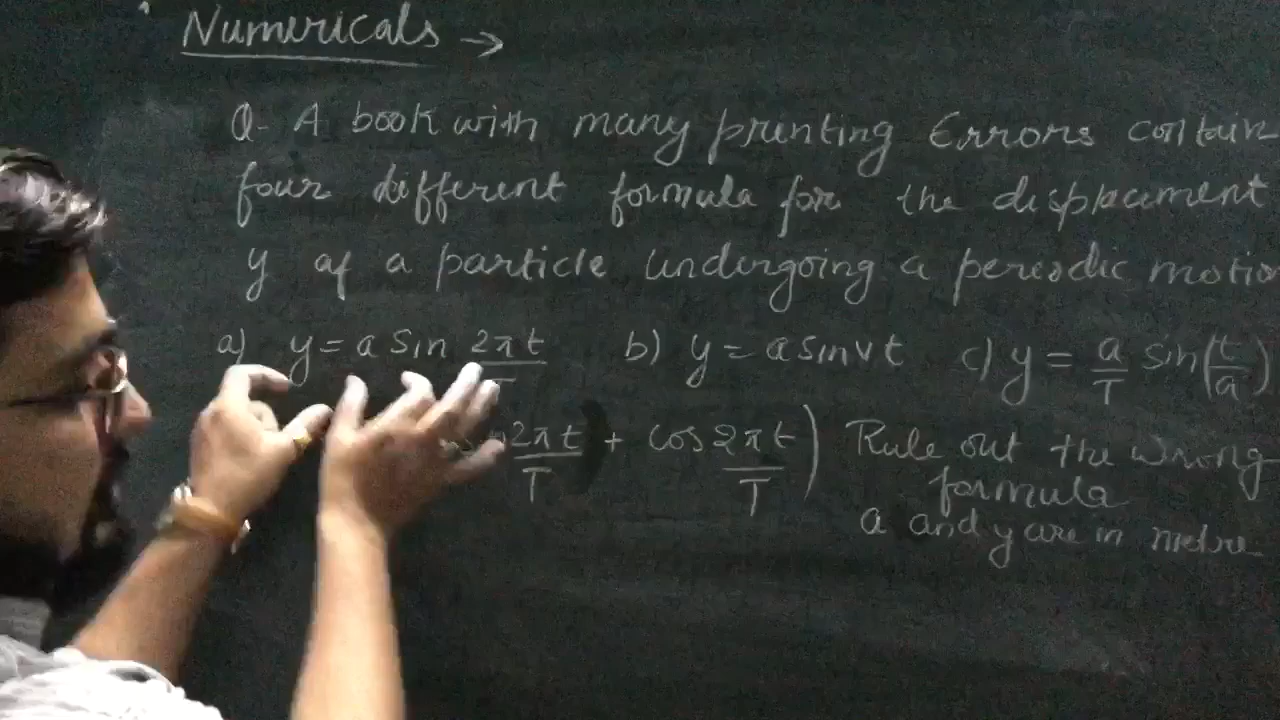 Numericals →
Q- A book with many printing Errors contain
four different formula for the displacement
y of a particle undergoing a periodic motio
a) y = a sin 2πt/T b) y = a sin vt c) y = a/T sin(t/a)
2πt/T) + cos 2πt/T) Rule out the wrong
formula
a and y are in metre